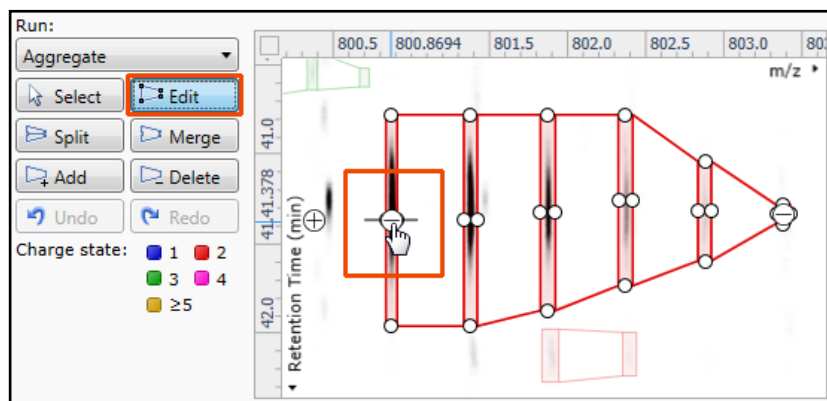 Run:
Aggregate
Select Edit
Split Merge
Add Delete
Undo Redo
Charge state: 1 2
3 4
≥5
800.5 800.8694 801.5 802.0 802.5 803.0
m/z
41.0
41.378
42.0
Retention Time (min)